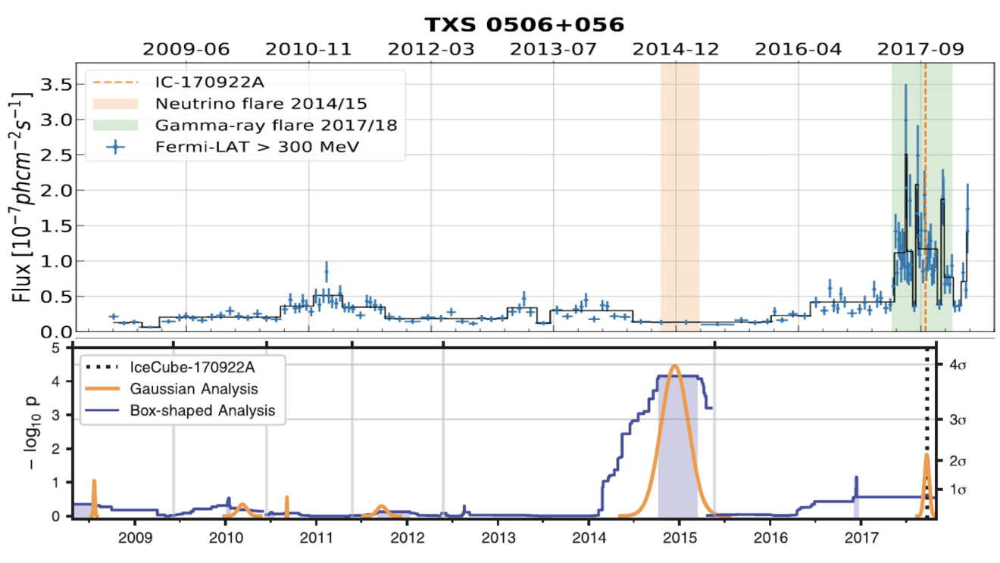 TXS 0506+056
2009-06 2010-11 2012-03 2013-07 2014-12 2016-04 2017-09
Flux [10⁻⁷phcm⁻²s⁻¹]
3.5
3.0
2.5
2.0
1.5
1.0
0.5
0.0
IC-170922A
Neutrino flare 2014/15
Gamma-ray flare 2017/18
Fermi-LAT > 300 MeV
− log₁₀ p
5
4
3
2
1
0
IceCube-170922A
Gaussian Analysis
Box-shaped Analysis
4σ
3σ
2σ
1σ
2009 2010 2011 2012 2013 2014 2015 2016 2017